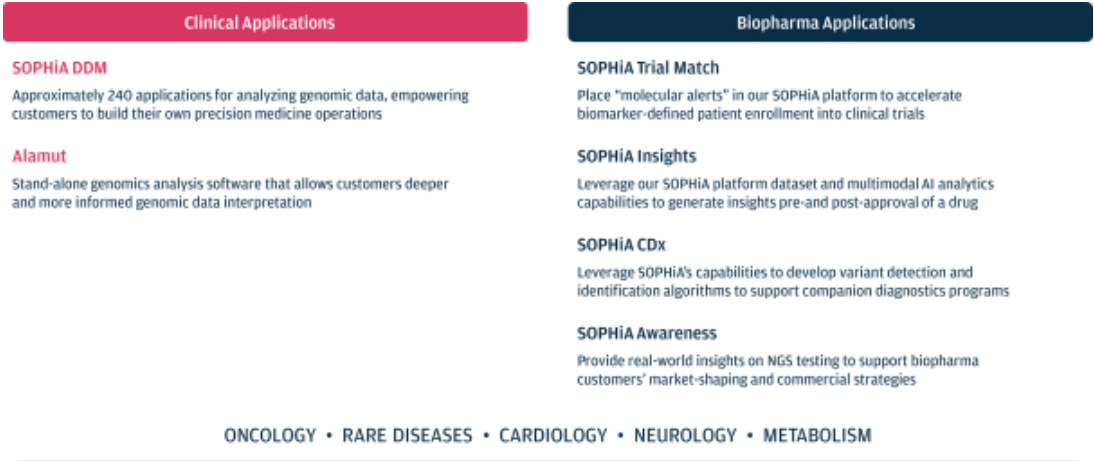 Clinical Applications
SOPHiA DDM
Approximately 240 applications for analyzing genomic data, empowering
customers to build their own precision medicine operations
Alamut
Stand-alone genomics analysis software that allows customers deeper
and more informed genomic data interpretation
Biopharma Applications
SOPHiA Trial Match
Place “molecular alerts” in our SOPHiA platform to accelerate
biomarker-defined patient enrollment into clinical trials
SOPHiA Insights
Leverage our SOPHiA platform dataset and multimodal AI analytics
capabilities to generate insights pre-and post-approval of a drug
SOPHiA CDx
Leverage SOPHiA’s capabilities to develop variant detection and
identification algorithms to support companion diagnostics programs
SOPHiA Awareness
Provide real-world insights on NGS testing to support biopharma
customers’ market-shaping and commercial strategies
ONCOLOGY • RARE DISEASES • CARDIOLOGY • NEUROLOGY • METABOLISM